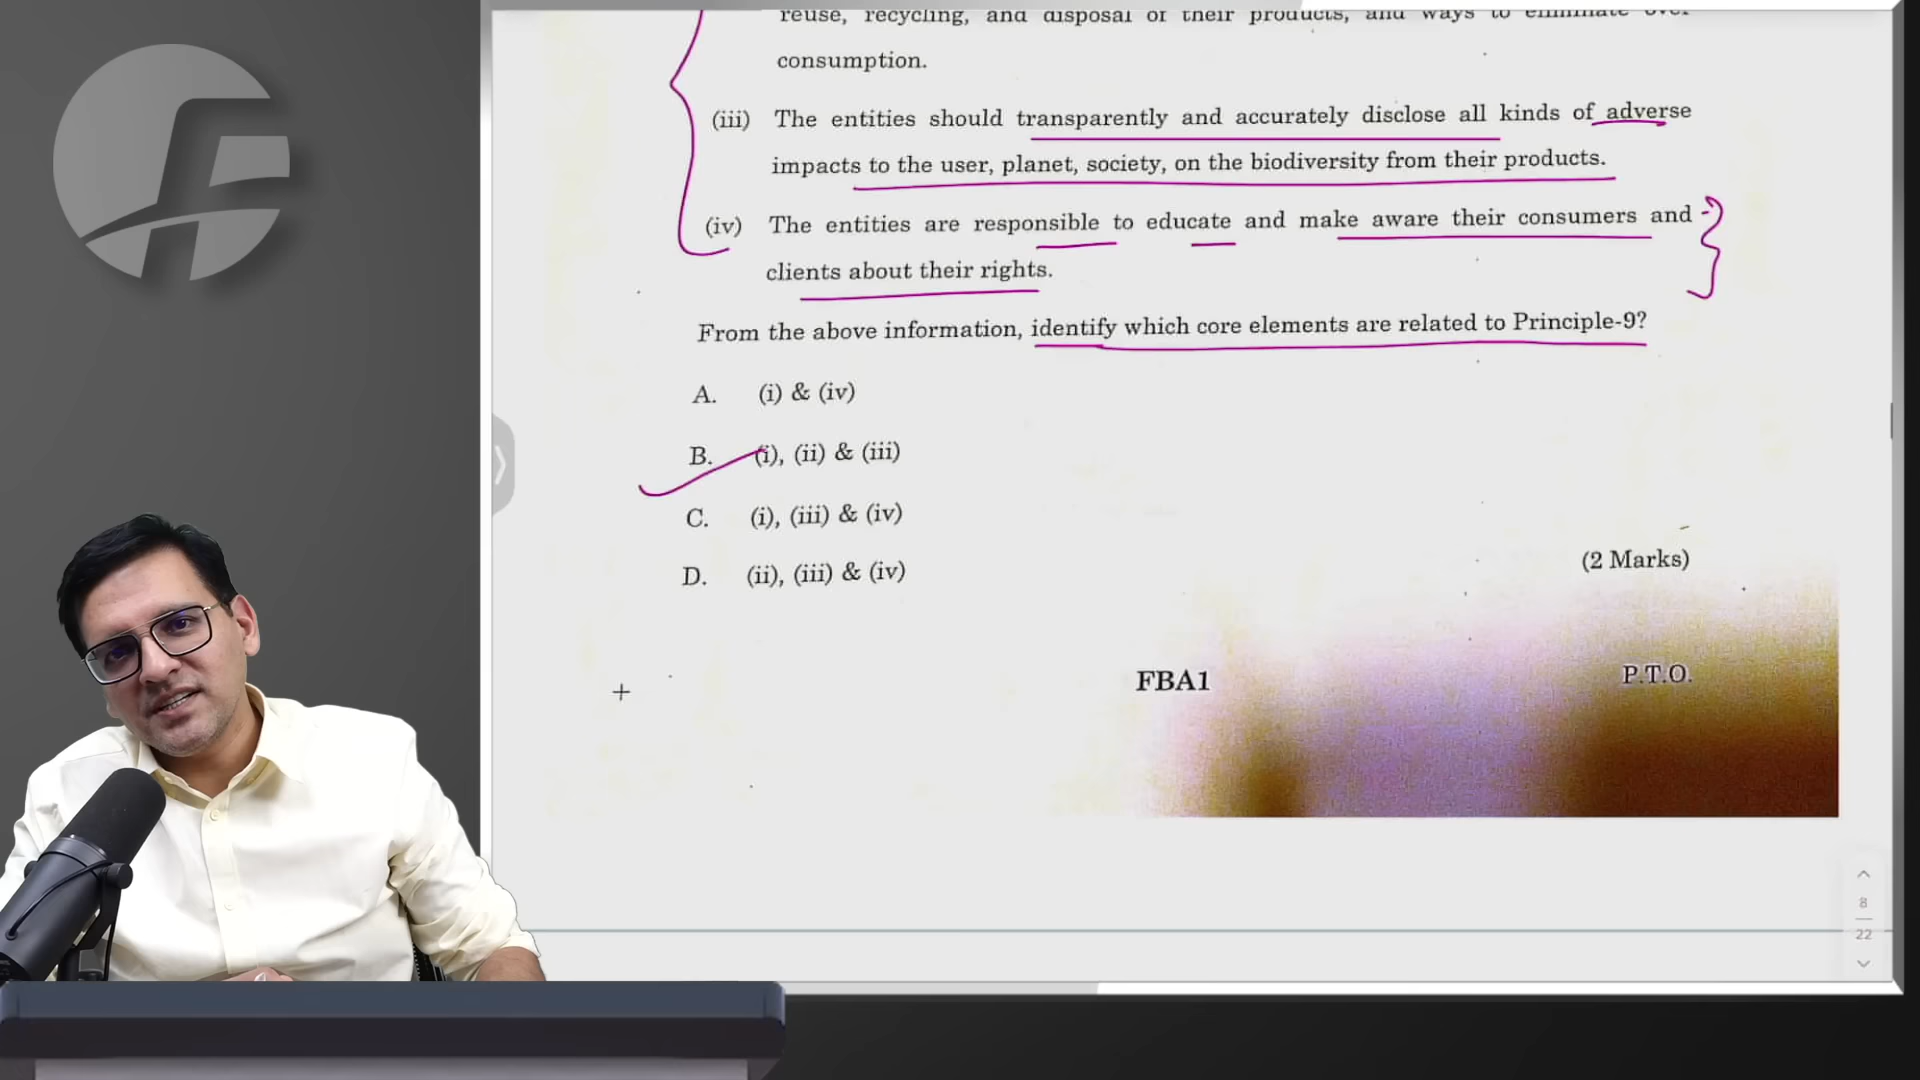 reuse, recycling, and disposal of their products, and ways to eliminate over
consumption.
(iii) The entities should transparently and accurately disclose all kinds of adverse
impacts to the user, planet, society, on the biodiversity from their products.
(iv) The entities are responsible to educate and make aware their consumers and
clients about their rights.
From the above information, identify which core elements are related to Principle-9?
A. (i) & (iv)
B. (i), (ii) & (iii)
C. (i), (iii) & (iv)
D. (ii), (iii) & (iv)
(2 Marks)
FBA1
P.T.O.
8
22